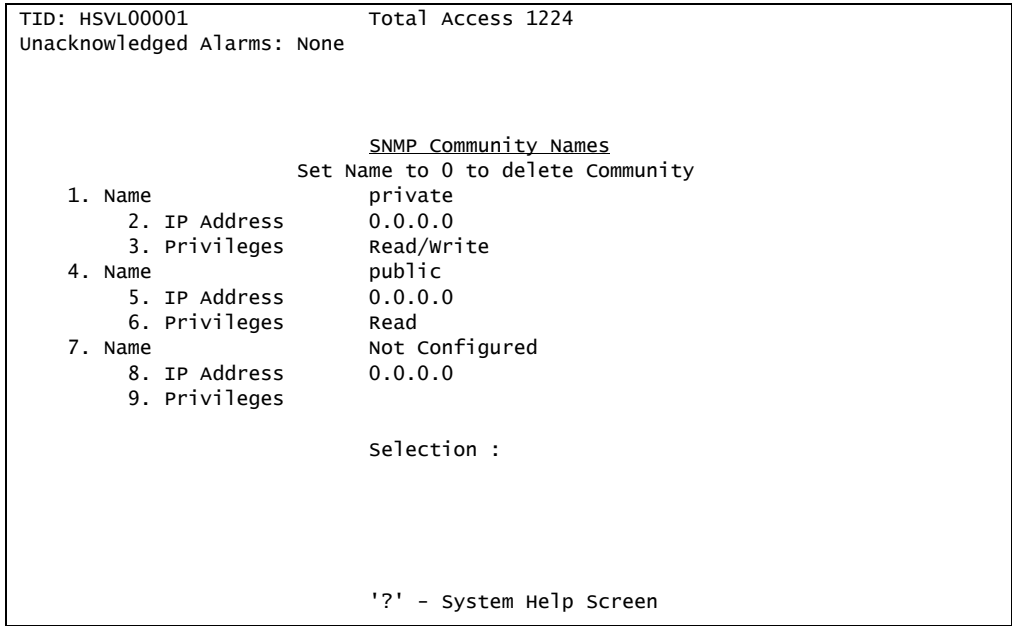 TID: HSVL00001 Total Access 1224
Unacknowledged Alarms: None
SNMP Community Names
Set Name to 0 to delete Community
1. Name private
2. IP Address 0.0.0.0
3. Privileges Read/Write
4. Name public
5. IP Address 0.0.0.0
6. Privileges Read
7. Name Not Configured
8. IP Address 0.0.0.0
9. Privileges
Selection :
'?' - System Help Screen